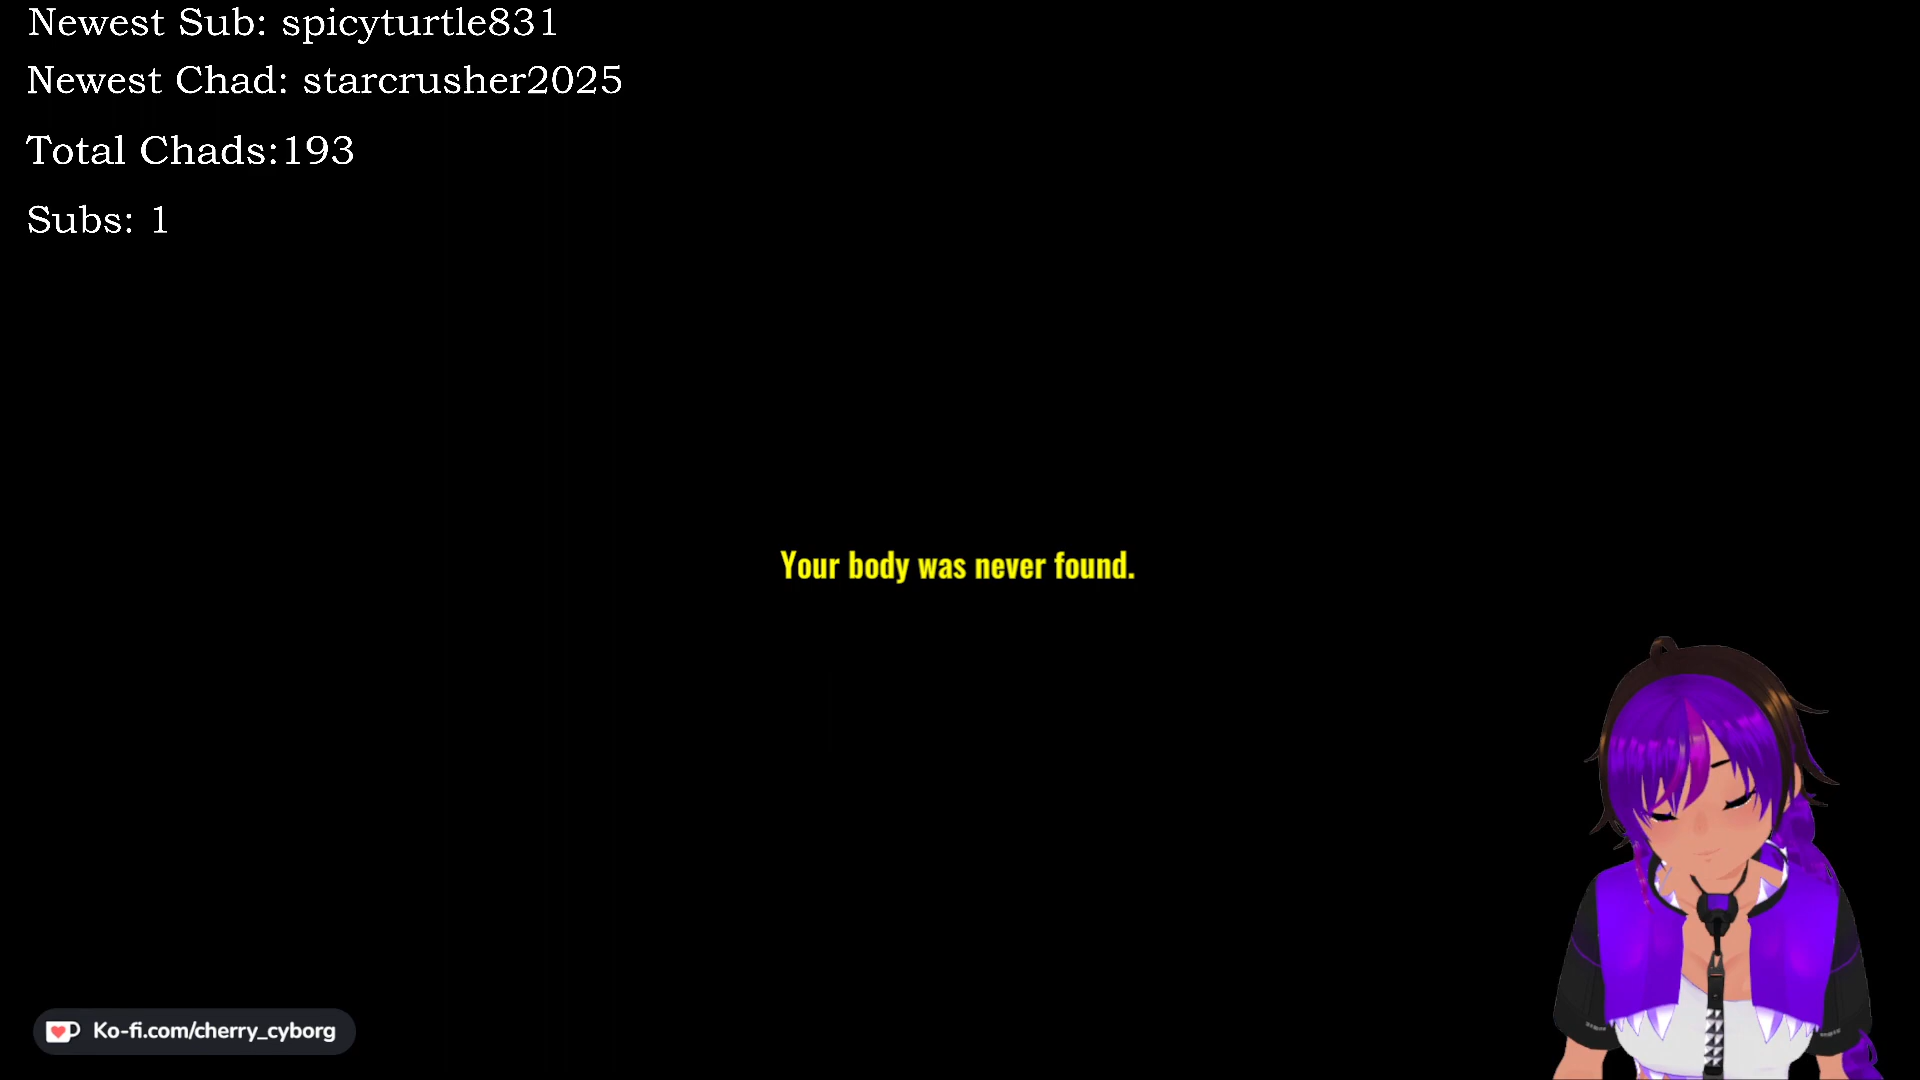 Newest Sub: spicyturtle831
Newest Chad: starcrusher2025
Total Chads:193
Subs: 1
Your body was never found.
Ko-fi.com/cherry_cyborg